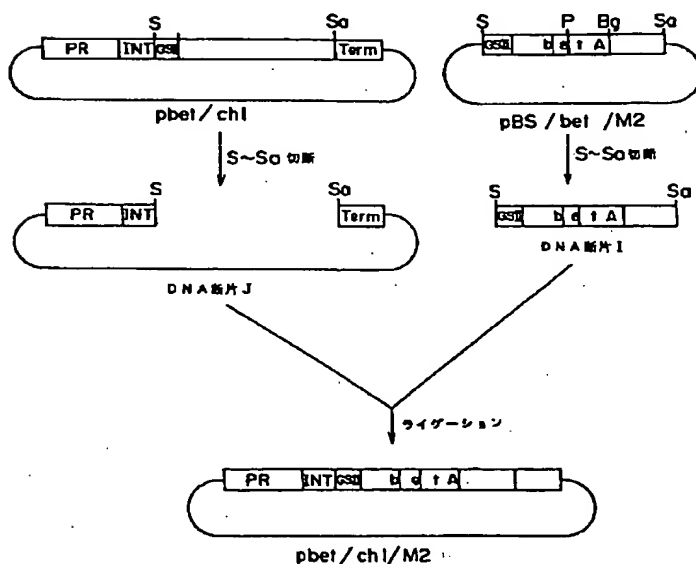 S Sa
PR INT GSII Term
pbet/chl
S P Bg Sa
GSII b e t A
pBS/bet/M2
S~Sa 切断
S~Sa 切断
S Sa
PR INT Term
DNA断片J
S Sa
GSII b e t A
DNA断片I
ライゲーション
PR INT GSII b e t A
pbet/chl/M2